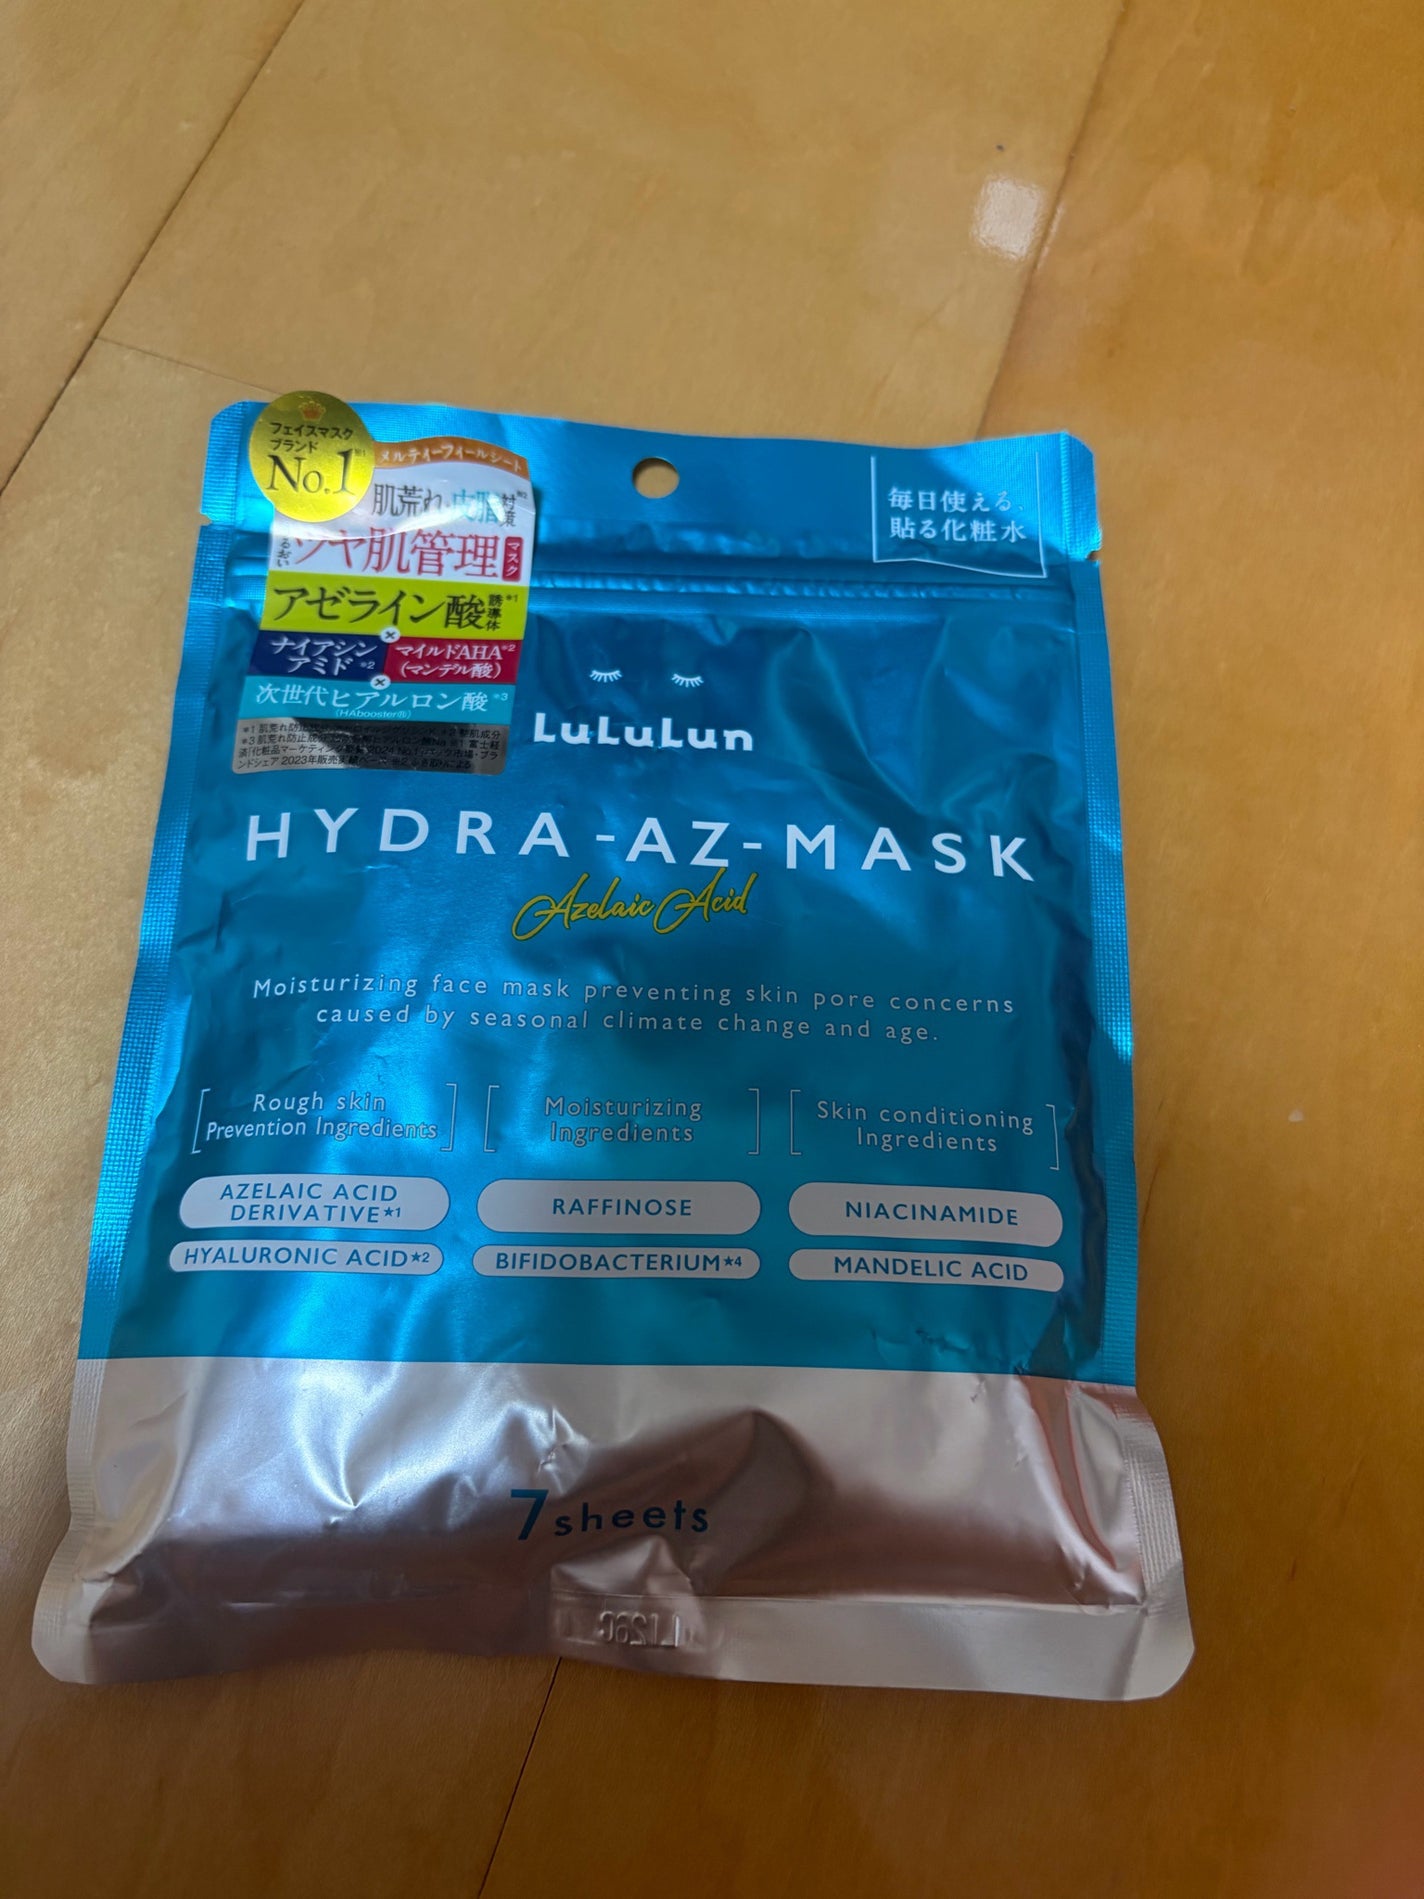 フェイスマスク
ブランド
No.1
メルティーフィールシート
肌荒れ・皮脂対策※2
うるおいツヤ肌管理マスク
アゼライン酸誘導体*1
ナイアシンアミド*2
マイルドAHA*2
(マンデル酸)
次世代ヒアルロン酸*3
(HAbooster®)
毎日使える、
貼る化粧水
LuLuLun
HYDRA-AZ-MASK
Azelaic Acid
Moisturizing face mask preventing skin pore concerns
caused by seasonal climate change and age.
Rough skin
Prevention Ingredients
Moisturizing
Ingredients
Skin conditioning
Ingredients
AZELAIC ACID
DERIVATIVE★1
RAFFINOSE
NIACINAMIDE
HYALURONIC ACID★2
BIFIDOBACTERIUM★4
MANDELIC ACID
7sheets